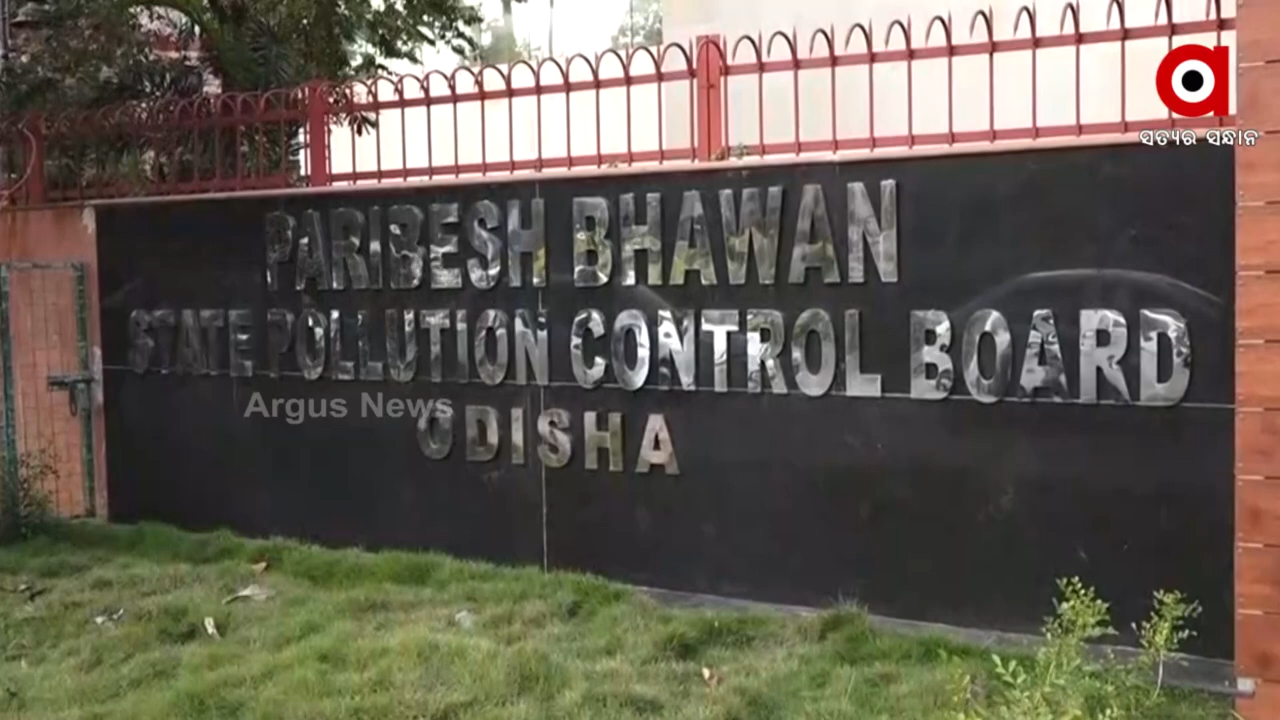 ସତ୍ୟର ସନ୍ଧାନ
PARIBESH BHAWAN
STATE POLLUTION CONTROL BOARD
Argus News
ODISHA